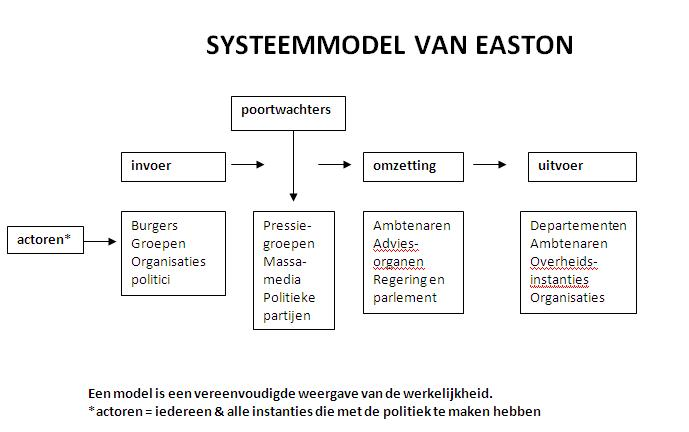 SYSTEEMMODEL VAN EASTON
poortwachters
invoer
omzetting
uitvoer
actoren*
Burgers
Groepen
Organisaties
politici
Pressie-
groepen
Massa-
media
Politieke
partijen
Ambtenaren
Advies-
organen
Regering en
parlement
Departementen
Ambtenaren
Overheids-
instanties
Organisaties
Een model is een vereenvoudigde weergave van de werkelijkheid.
*actoren = iedereen & alle instanties die met de politiek te maken hebben